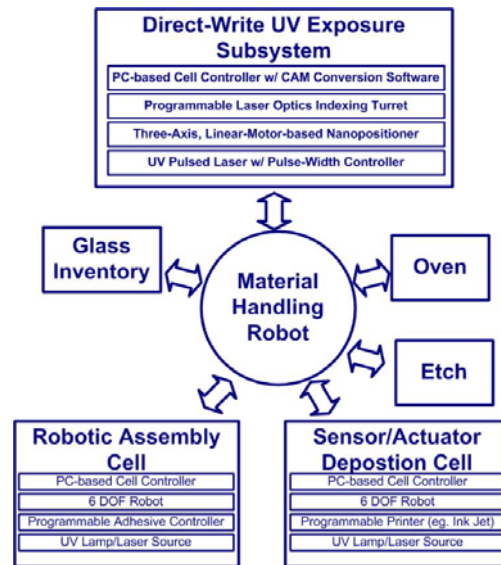 Direct-Write UV Exposure
Subsystem
PC-based Cell Controller w/ CAM Conversion Software
Programmable Laser Optics Indexing Turret
Three-Axis, Linear-Motor-based Nanopositioner
UV Pulsed Laser w/ Pulse-Width Controller
Glass
Inventory
Material
Handling
Robot
Oven
Etch
Robotic Assembly
Cell
PC-based Cell Controller
6 DOF Robot
Programmable Adhesive Controller
UV Lamp/Laser Source
Sensor/Actuator
Depostion Cell
PC-based Cell Controller
6 DOF Robot
Programmable Printer (eg. Ink Jet)
UV Lamp/Laser Source